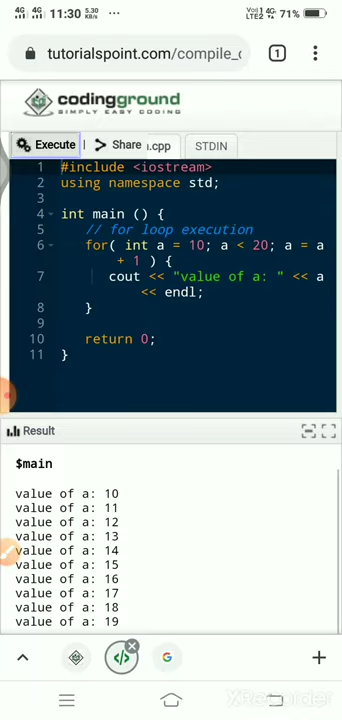 4G 4G 11:30 5.30 KB/s ... Vo) 1 4G LTE2 71%
tutorialspoint.com/compile_c 1
codingground
SIMPLY EASY CODING
Execute | > Share .cpp STDIN
1 #include <iostream>
2 using namespace std;
3
4 int main () {
5 // for loop execution
6 for( int a = 10; a < 20; a = a
+ 1 ) {
7 cout << "value of a: " << a
<< endl;
8 }
9
10 return 0;
11 }
Result
$main
value of a: 10
value of a: 11
value of a: 12
value of a: 13
value of a: 14
value of a: 15
value of a: 16
value of a: 17
value of a: 18
value of a: 19
</> G +
XRecorder